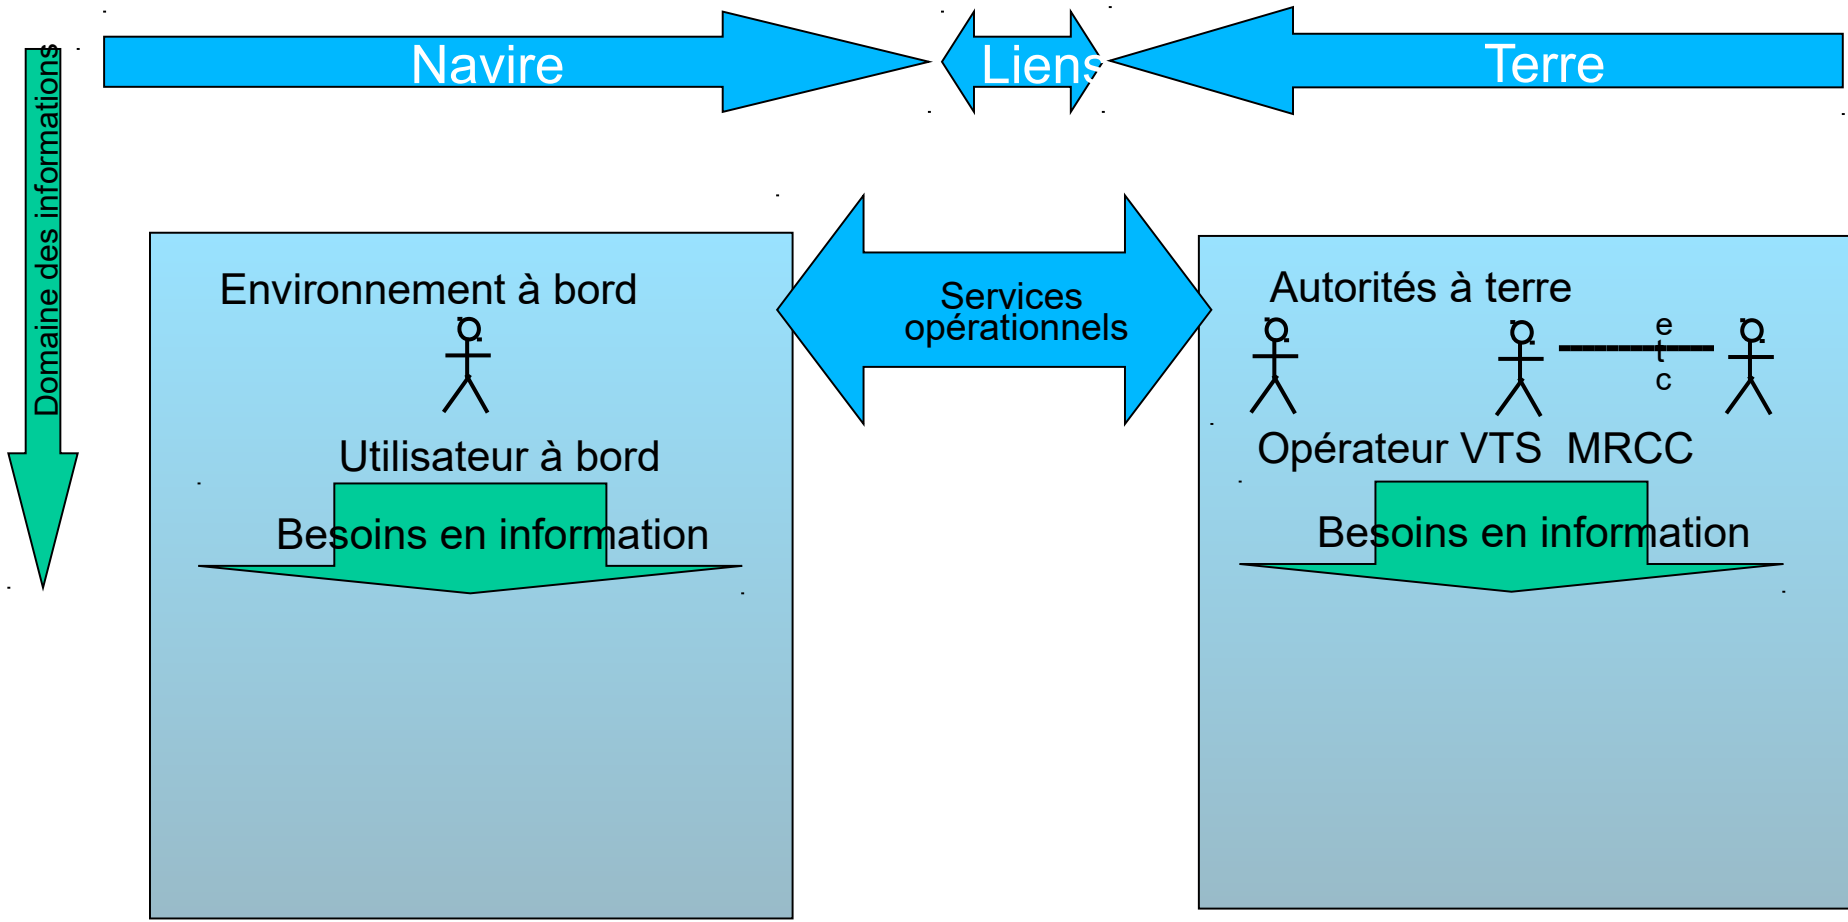 Navire
Liens
Terre
Domaine des informations
Environnement à bord
Utilisateur à bord
Besoins en information
Services
opérationnels
Autorités à terre
e
t
c
Opérateur VTS MRCC
Besoins en information